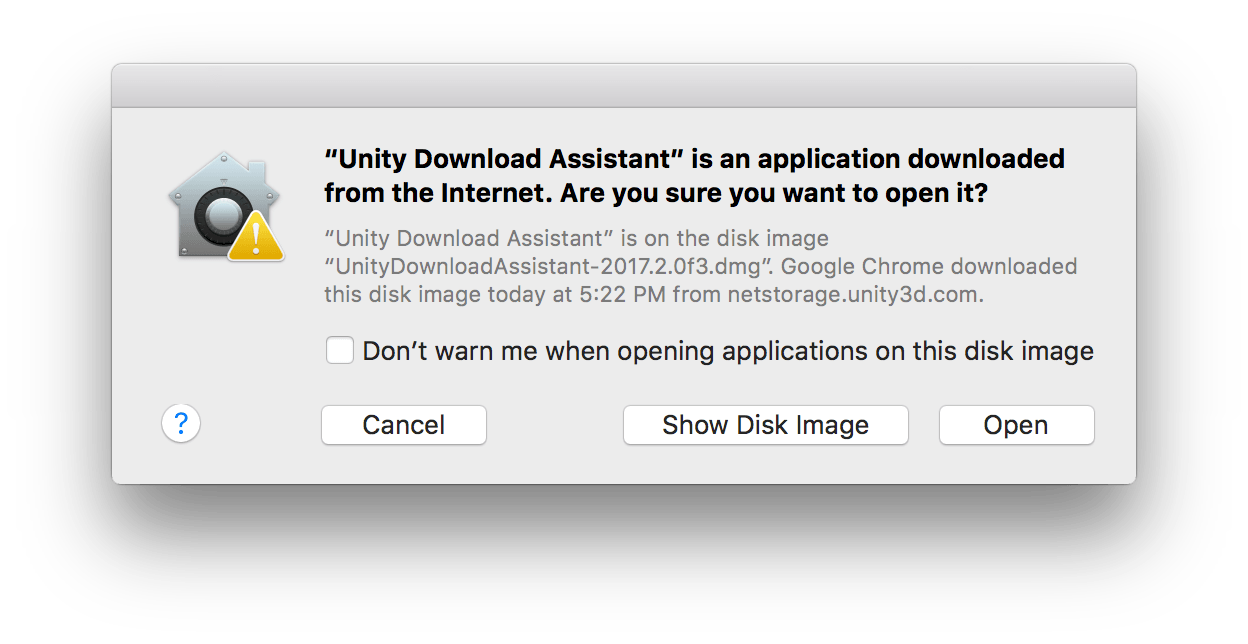 “Unity Download Assistant” is an application downloaded
from the Internet. Are you sure you want to open it?
“Unity Download Assistant” is on the disk image
“UnityDownloadAssistant-2017.2.0f3.dmg”. Google Chrome downloaded
this disk image today at 5:22 PM from netstorage.unity3d.com.
Don’t warn me when opening applications on this disk image
?
Cancel
Show Disk Image
Open